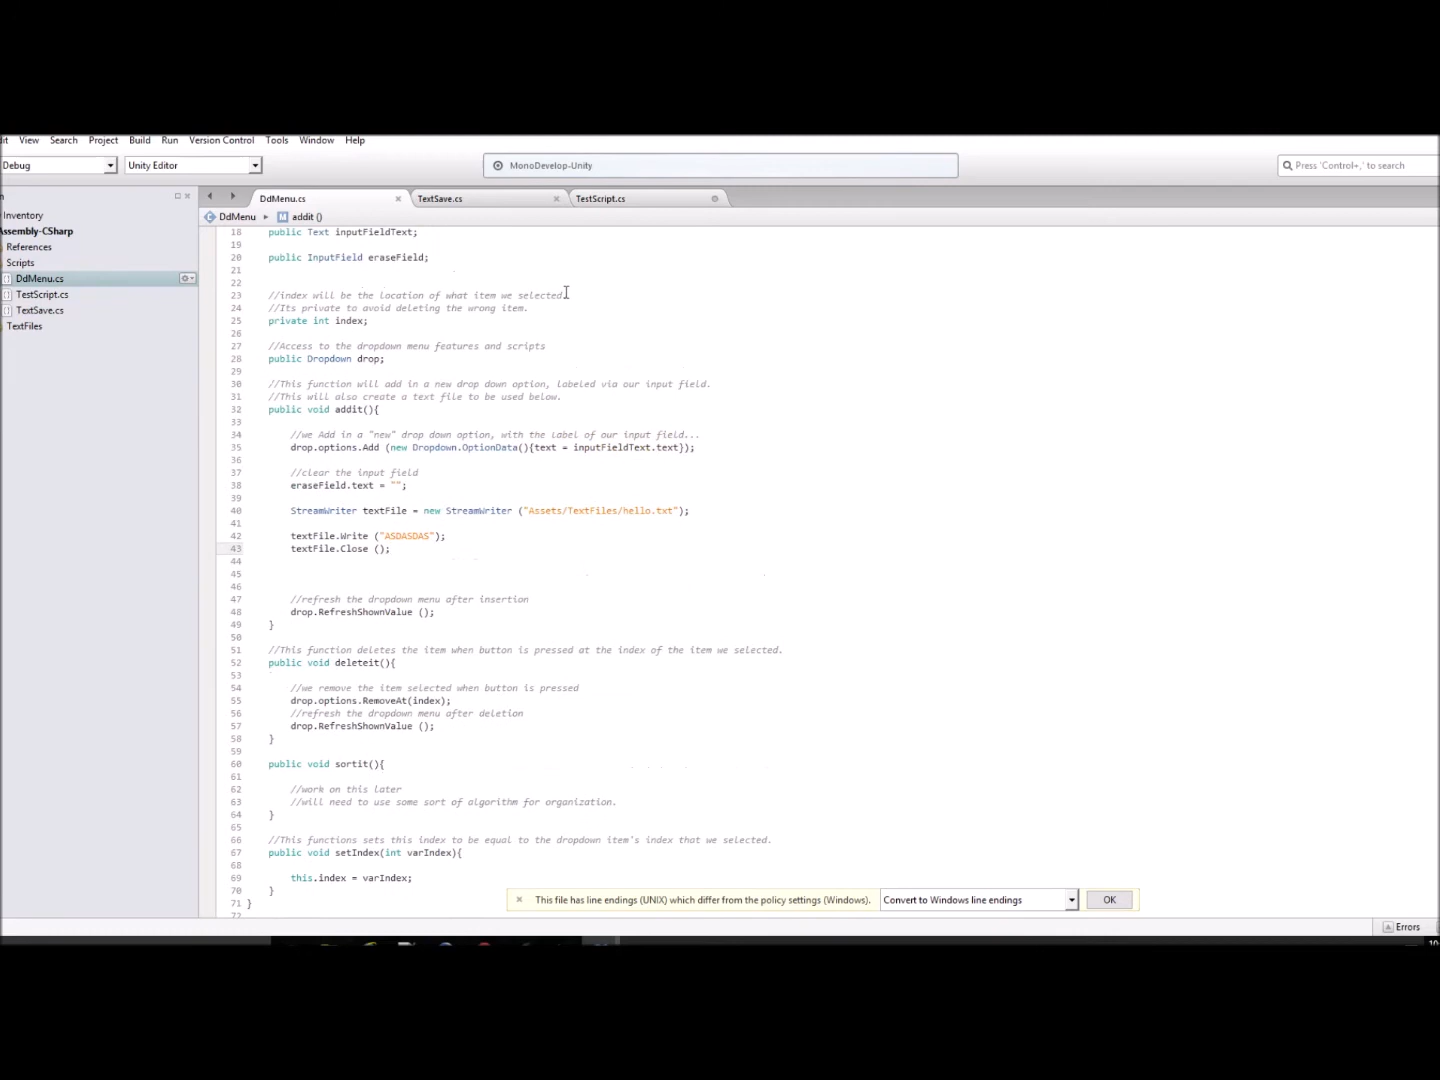 it View Search Project Build Run Version Control Tools Window Help
Debug Unity Editor MonoDevelop-Unity Press 'Control+,' to search
n
DdMenu.cs TextSave.cs TestScript.cs
Inventory
DdMenu addit ()
Assembly-CSharp
References
Scripts
DdMenu.cs
TestScript.cs
TextSave.cs
TextFiles
18 public Text inputFieldText;
19
20 public InputField eraseField;
21
22
23 //index will be the location of what item we selected.
24 //Its private to avoid deleting the wrong item.
25 private int index;
26
27 //Access to the dropdown menu features and scripts
28 public Dropdown drop;
29
30 //This function will add in a new drop down option, labeled via our input field.
31 //This will also create a text file to be used below.
32 public void addit(){
33
34 //we Add in a "new" drop down option, with the label of our input field...
35 drop.options.Add (new Dropdown.OptionData(){text = inputFieldText.text});
36
37 //clear the input field
38 eraseField.text = "";
39
40 StreamWriter textFile = new StreamWriter ("Assets/TextFiles/hello.txt");
41
42 textFile.Write ("ASDASDAS");
43 textFile.Close ();
44
45
46
47 //refresh the dropdown menu after insertion
48 drop.RefreshShownValue ();
49 }
50
51 //This function deletes the item when button is pressed at the index of the item we selected.
52 public void deleteit(){
53
54 //we remove the item selected when button is pressed
55 drop.options.RemoveAt(index);
56 //refresh the dropdown menu after deletion
57 drop.RefreshShownValue ();
58 }
59
60 public void sortit(){
61
62 //work on this later
63 //will need to use some sort of algorithm for organization.
64 }
65
66 //This functions sets this index to be equal to the dropdown item's index that we selected.
67 public void setIndex(int varIndex){
68
69 this.index = varIndex;
70 }
71 }
72
This file has line endings (UNIX) which differ from the policy settings (Windows). Convert to Windows line endings OK
Errors
10